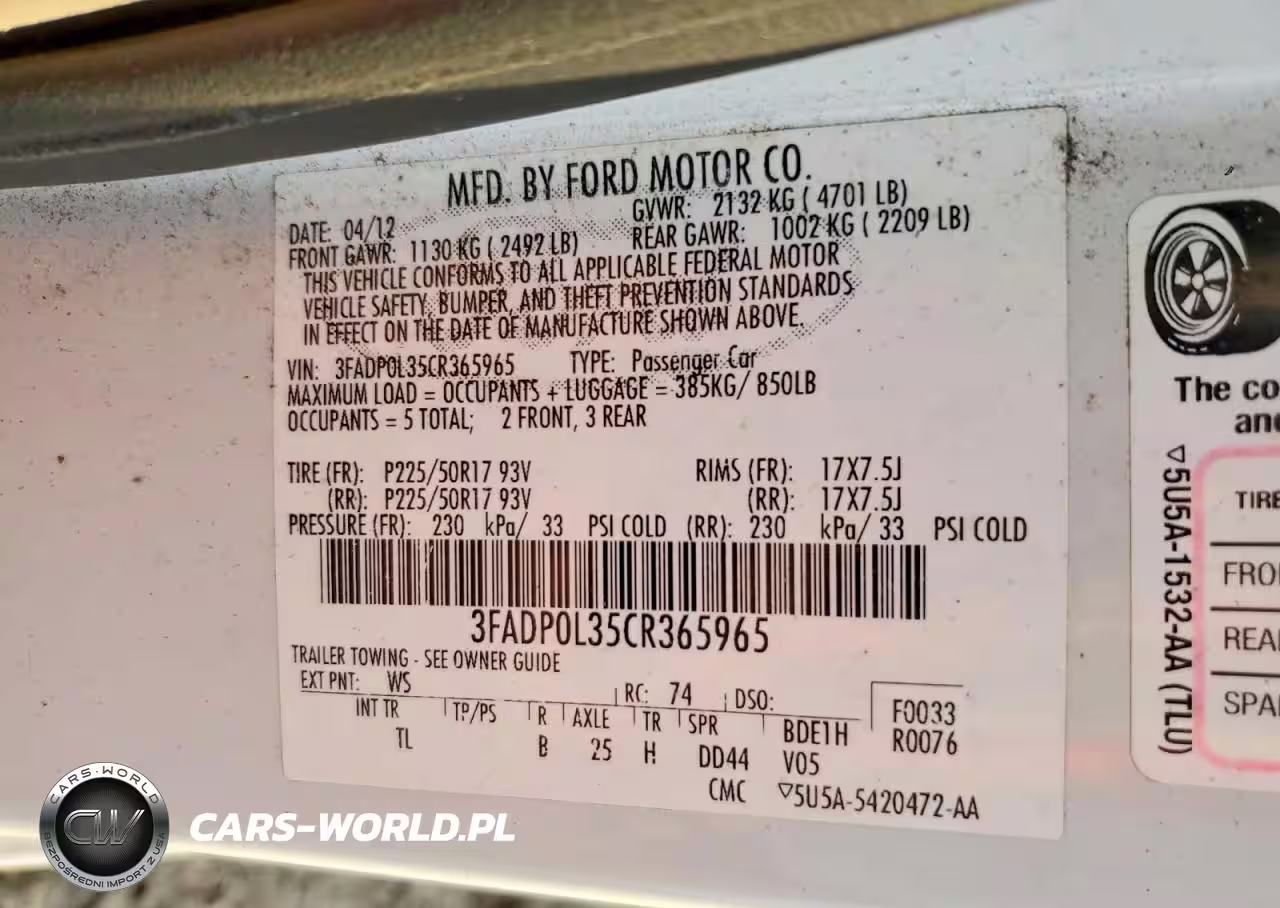 MFD. BY FORD MOTOR CO.
DATE: 04/12 GVWR: 2132 KG ( 4701 LB)
FRONT GAWR: 1130 KG ( 2492 LB) REAR GAWR: 1002 KG ( 2209 LB)
THIS VEHICLE CONFORMS TO ALL APPLICABLE FEDERAL MOTOR
VEHICLE SAFETY, BUMPER, AND THEFT PREVENTION STANDARDS
IN EFFECT ON THE DATE OF MANUFACTURE SHOWN ABOVE.
VIN: 3FADP0L35CR365965 TYPE: Passenger Car
MAXIMUM LOAD = OCCUPANTS + LUGGAGE = 385KG/ 850LB
OCCUPANTS = 5 TOTAL; 2 FRONT, 3 REAR
TIRE (FR): P225/50R17 93V RIMS (FR): 17X7.5J
(RR): P225/50R17 93V (RR): 17X7.5J
PRESSURE (FR): 230 kPa/ 33 PSI COLD (RR): 230 kPa/ 33 PSI COLD
3FADP0L35CR365965
TRAILER TOWING - SEE OWNER GUIDE
EXT PNT: WS RC: 74 DSO:
INT TR TP/PS R AXLE TR SPR BDE1H F0033
TL B 25 H DD44 V05 R0076
CMC ▽5U5A-5420472-AA
The co
and
▽5U5A-1532-AA (TLU)
TIRE
FRO
REA
SPA
CARS-WORLD
CW
BEZPOŚREDNI IMPORT Z USA
CARS-WORLD.PL